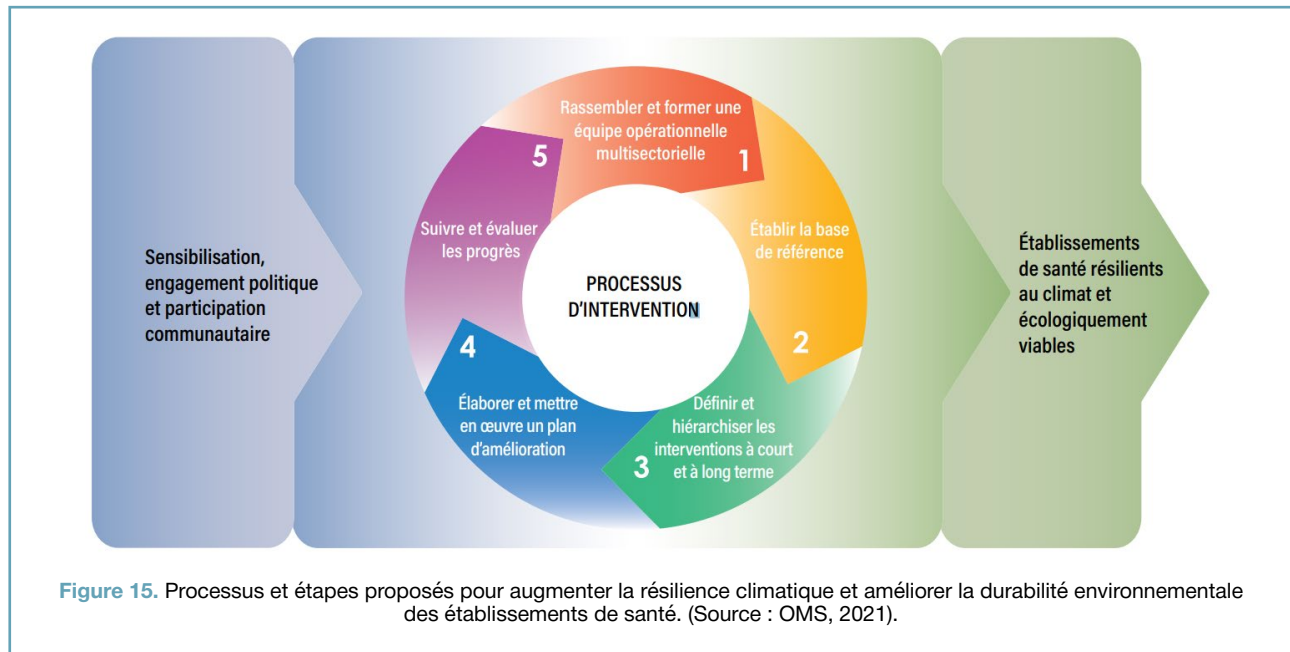 Sensibilisation,
engagement politique
et participation
communautaire
PROCESSUS
D'INTERVENTION
Rassembler et former une
équipe opérationnelle
multisectorielle
1
Établir la base
de référence
2
Définir et
hiérarchiser les
interventions à court
et à long terme
3
Élaborer et mettre
en œuvre un plan
d'amélioration
4
Suivre et évaluer
les progrès
5
Établissements
de santé résilients
au climat et
écologiquement
viables
Figure 15. Processus et étapes proposés pour augmenter la résilience climatique et améliorer la durabilité environnementale
des établissements de santé. (Source : OMS, 2021).